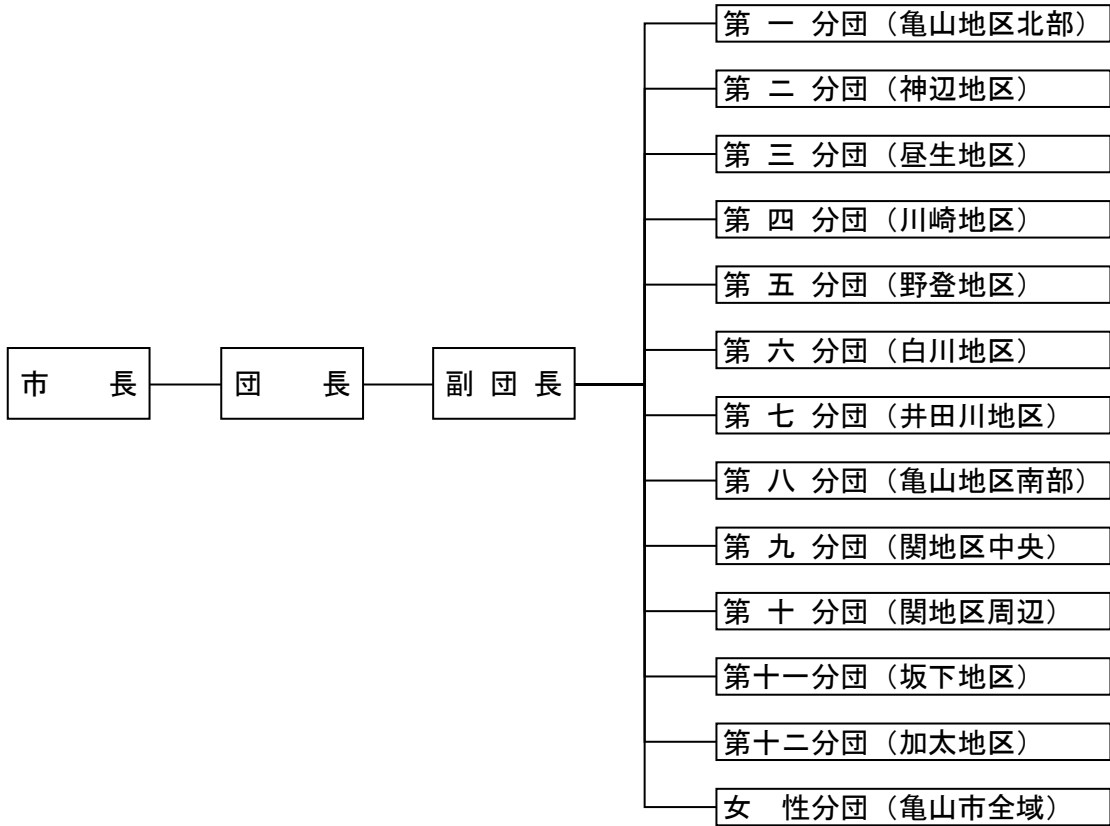 第 一 分団（亀山地区北部）
第 二 分団（神辺地区）
第 三 分団（昼生地区）
第 四 分団（川崎地区）
第 五 分団（野登地区）
第 六 分団（白川地区）
市　　長
団　　長
副 団 長
第 七 分団（井田川地区）
第 八 分団（亀山地区南部）
第 九 分団（関地区中央）
第 十 分団（関地区周辺）
第十一分団（坂下地区）
第十二分団（加太地区）
女　性分団（亀山市全域）